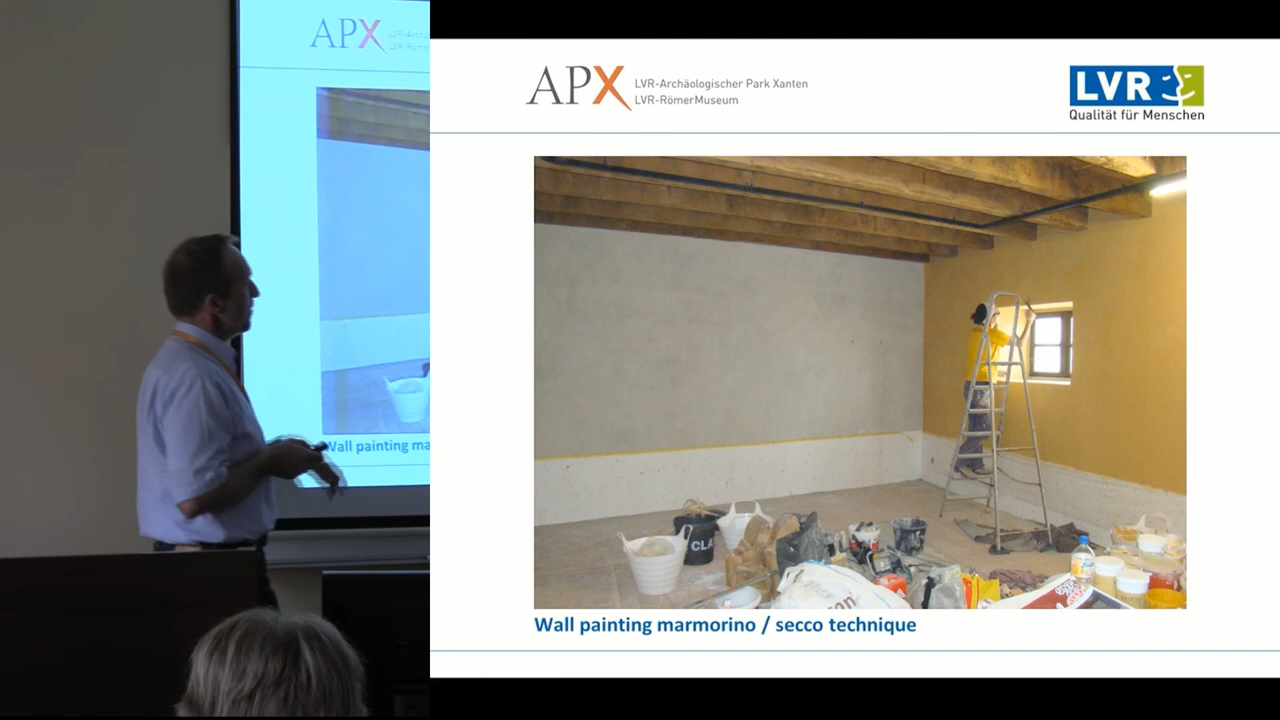 APX
LVR-Archäologischer Park Xanten
LVR-RömerMuseum
LVR
Qualität für Menschen
CLA
Wall painting marmorino / secco technique
APX
Wall painting ma